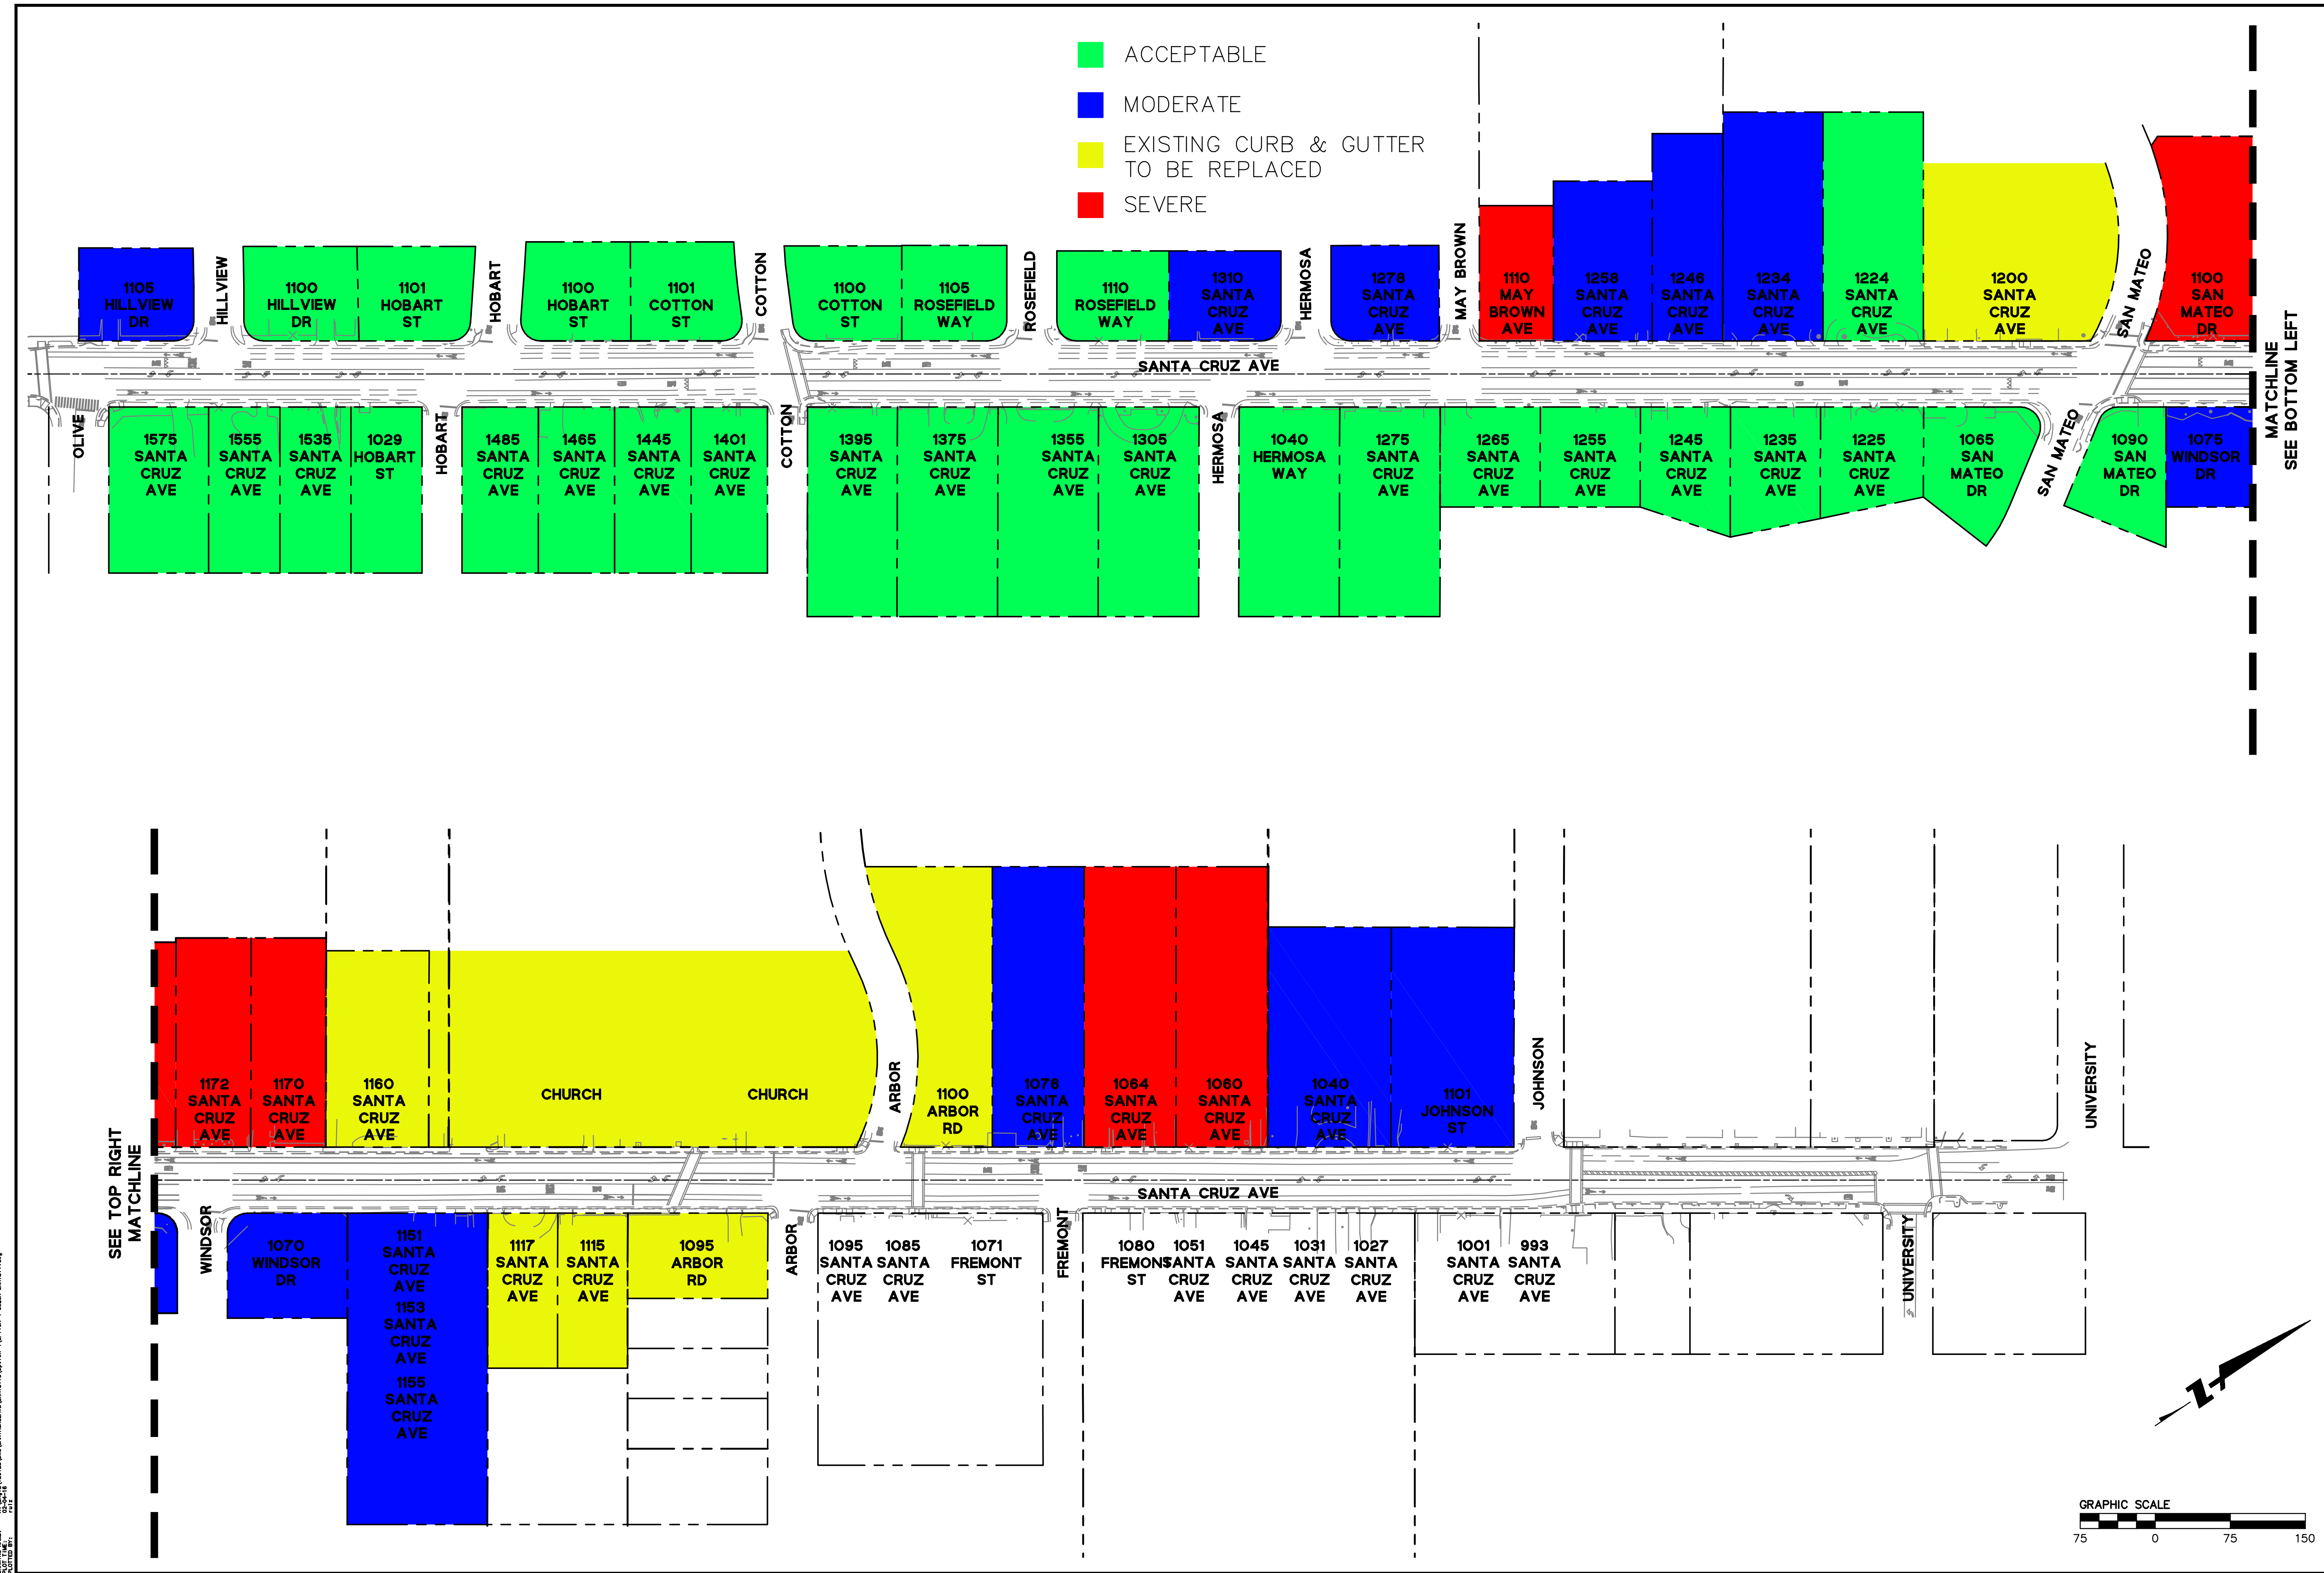 ACCEPTABLE
MODERATE
EXISTING CURB & GUTTER
TO BE REPLACED
SEVERE
1105
HILLVIEW
DR
HILLVIEW
1100
HILLVIEW
DR
1101
HOBART
ST
HOBART
1100
HOBART
ST
1101
COTTON
ST
COTTON
1100
COTTON
ST
1105
ROSEFIELD
WAY
ROSEFIELD
1110
ROSEFIELD
WAY
1310
SANTA
CRUZ
AVE
HERMOSA
1278
SANTA
CRUZ
AVE
MAY BROWN
1110
MAY
BROWN
AVE
1258
SANTA
CRUZ
AVE
1246
SANTA
CRUZ
AVE
1234
SANTA
CRUZ
AVE
1224
SANTA
CRUZ
AVE
1200
SANTA
CRUZ
AVE
SAN MATEO
1100
SAN
MATEO
DR
MATCHLINE
SEE BOTTOM LEFT
SANTA CRUZ AVE
OLIVE
1575
SANTA
CRUZ
AVE
1555
SANTA
CRUZ
AVE
1535
SANTA
CRUZ
AVE
1029
HOBART
ST
HOBART
1485
SANTA
CRUZ
AVE
1465
SANTA
CRUZ
AVE
1445
SANTA
CRUZ
AVE
1401
SANTA
CRUZ
AVE
COTTON
1395
SANTA
CRUZ
AVE
1375
SANTA
CRUZ
AVE
1355
SANTA
CRUZ
AVE
1305
SANTA
CRUZ
AVE
HERMOSA
1040
HERMOSA
WAY
1275
SANTA
CRUZ
AVE
1265
SANTA
CRUZ
AVE
1255
SANTA
CRUZ
AVE
1245
SANTA
CRUZ
AVE
1235
SANTA
CRUZ
AVE
1225
SANTA
CRUZ
AVE
1065
SAN
MATEO
DR
SAN MATEO
1090
SAN
MATEO
DR
1075
WINDSOR
DR
SEE TOP RIGHT
MATCHLINE
1172
SANTA
CRUZ
AVE
1170
SANTA
CRUZ
AVE
1160
SANTA
CRUZ
AVE
CHURCH
CHURCH
ARBOR
1100
ARBOR
RD
1076
SANTA
CRUZ
AVE
1064
SANTA
CRUZ
AVE
1060
SANTA
CRUZ
AVE
1040
SANTA
CRUZ
AVE
1101
JOHNSON
ST
JOHNSON
UNIVERSITY
SANTA CRUZ AVE
WINDSOR
1070
WINDSOR
DR
1151
SANTA
CRUZ
AVE
1153
SANTA
CRUZ
AVE
1155
SANTA
CRUZ
AVE
1117
SANTA
CRUZ
AVE
1115
SANTA
CRUZ
AVE
1095
ARBOR
RD
ARBOR
1095
SANTA
CRUZ
AVE
1085
SANTA
CRUZ
AVE
1071
FREMONT
ST
FREMONT
1080
FREMONT
ST
1051
SANTA
CRUZ
AVE
1045
SANTA
CRUZ
AVE
1031
SANTA
CRUZ
AVE
1027
SANTA
CRUZ
AVE
1001
SANTA
CRUZ
AVE
993
SANTA
CRUZ
AVE
UNIVERSITY
Z
GRAPHIC SCALE
75 0 75 150